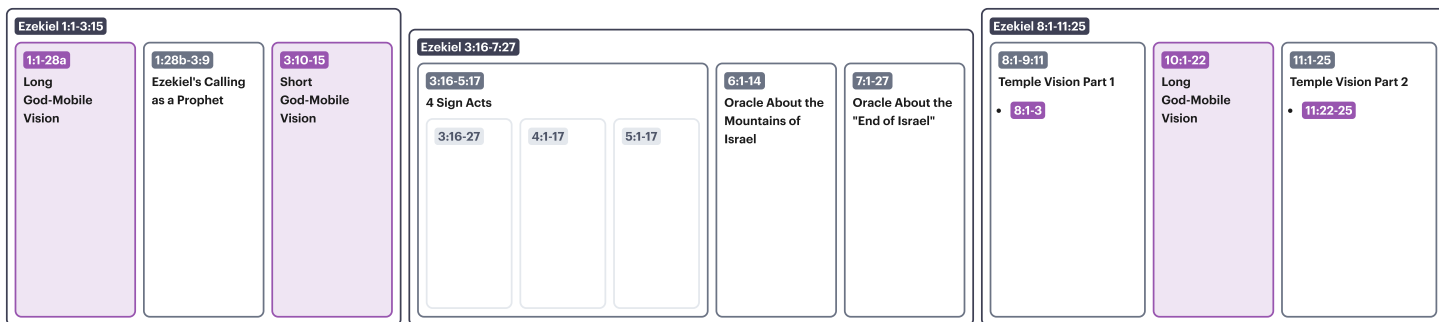 Ezekiel 1:1-3:15
1:1-28a
Long
God-Mobile
Vision
1:28b-3:9
Ezekiel's Calling
as a Prophet
3:10-15
Short
God-Mobile
Vision
Ezekiel 3:16-7:27
3:16-5:17
4 Sign Acts
3:16-27
4:1-17
5:1-17
6:1-14
Oracle About the
Mountains of
Israel
7:1-27
Oracle About the
"End of Israel"
Ezekiel 8:1-11:25
8:1-9:11
Temple Vision Part 1
• 8:1-3
10:1-22
Long
God-Mobile
Vision
11:1-25
Temple Vision Part 2
• 11:22-25